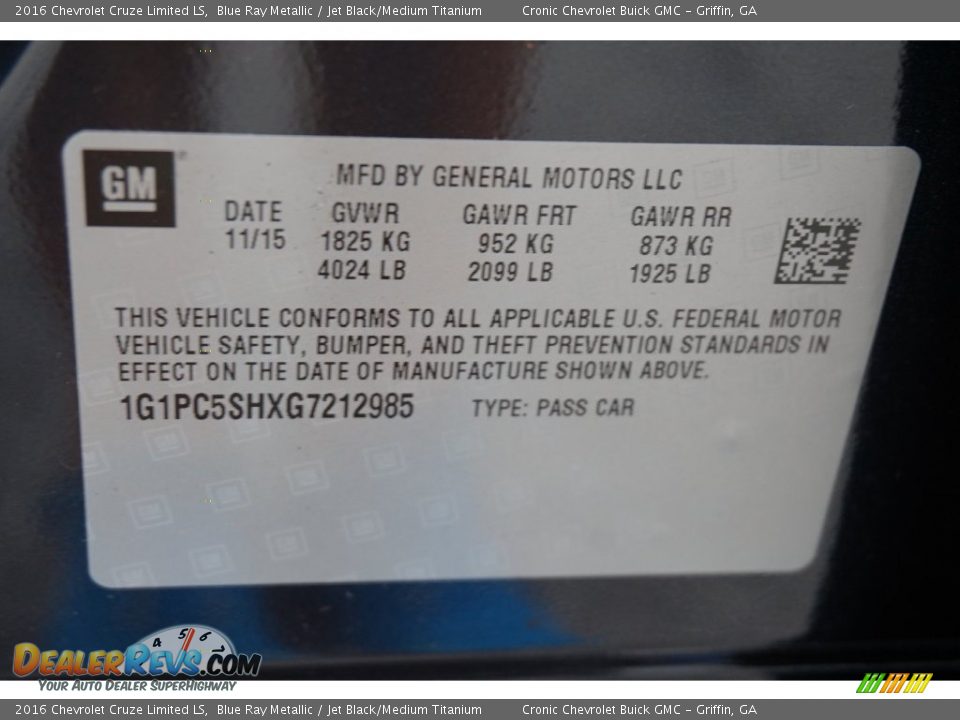 2016 Chevrolet Cruze Limited LS, Blue Ray Metallic / Jet Black/Medium Titanium Cronic Chevrolet Buick GMC – Griffin, GA
GM
MFD BY GENERAL MOTORS LLC
DATE GVWR GAWR FRT GAWR RR
11/15 1825 KG 952 KG 873 KG
4024 LB 2099 LB 1925 LB
THIS VEHICLE CONFORMS TO ALL APPLICABLE U.S. FEDERAL MOTOR
VEHICLE SAFETY, BUMPER, AND THEFT PREVENTION STANDARDS IN
EFFECT ON THE DATE OF MANUFACTURE SHOWN ABOVE.
1G1PC5SHXG7212985 TYPE: PASS CAR
4 5 6
DEALERREVS.COM
YOUR AUTO DEALER SUPERHIGHWAY
2016 Chevrolet Cruze Limited LS, Blue Ray Metallic / Jet Black/Medium Titanium Cronic Chevrolet Buick GMC – Griffin, GA